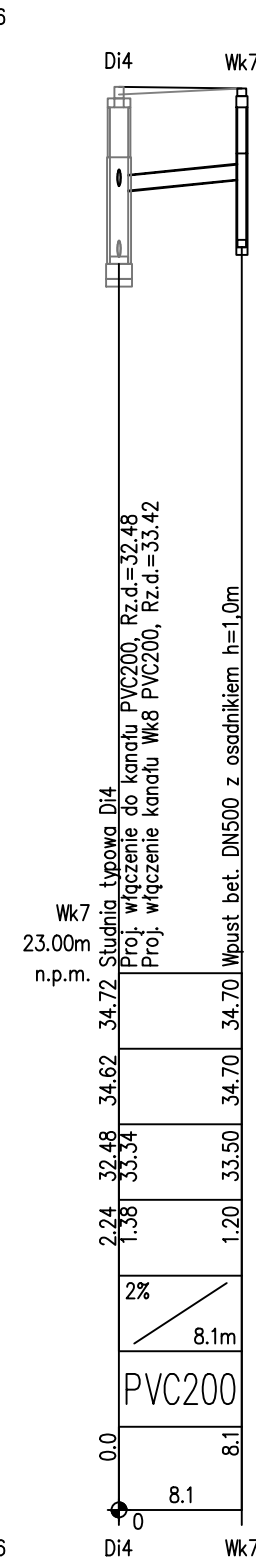 6
Di4
Wk7
Studnia typowa Di4
Proj. włączenie do kanału PVC200, Rz.d.=32.48
Proj. włączenie kanału Wk8 PVC200, Rz.d.=33.42
Wpust bet. DN500 z osadnikiem h=1,0m
Wk7
23.00m
n.p.m.
34.72
34.70
34.62
34.70
32.48
33.34
33.50
2.24
1.38
1.20
2%
8.1m
PVC200
0.0
8.1
8.1
0
6
Di4
Wk7